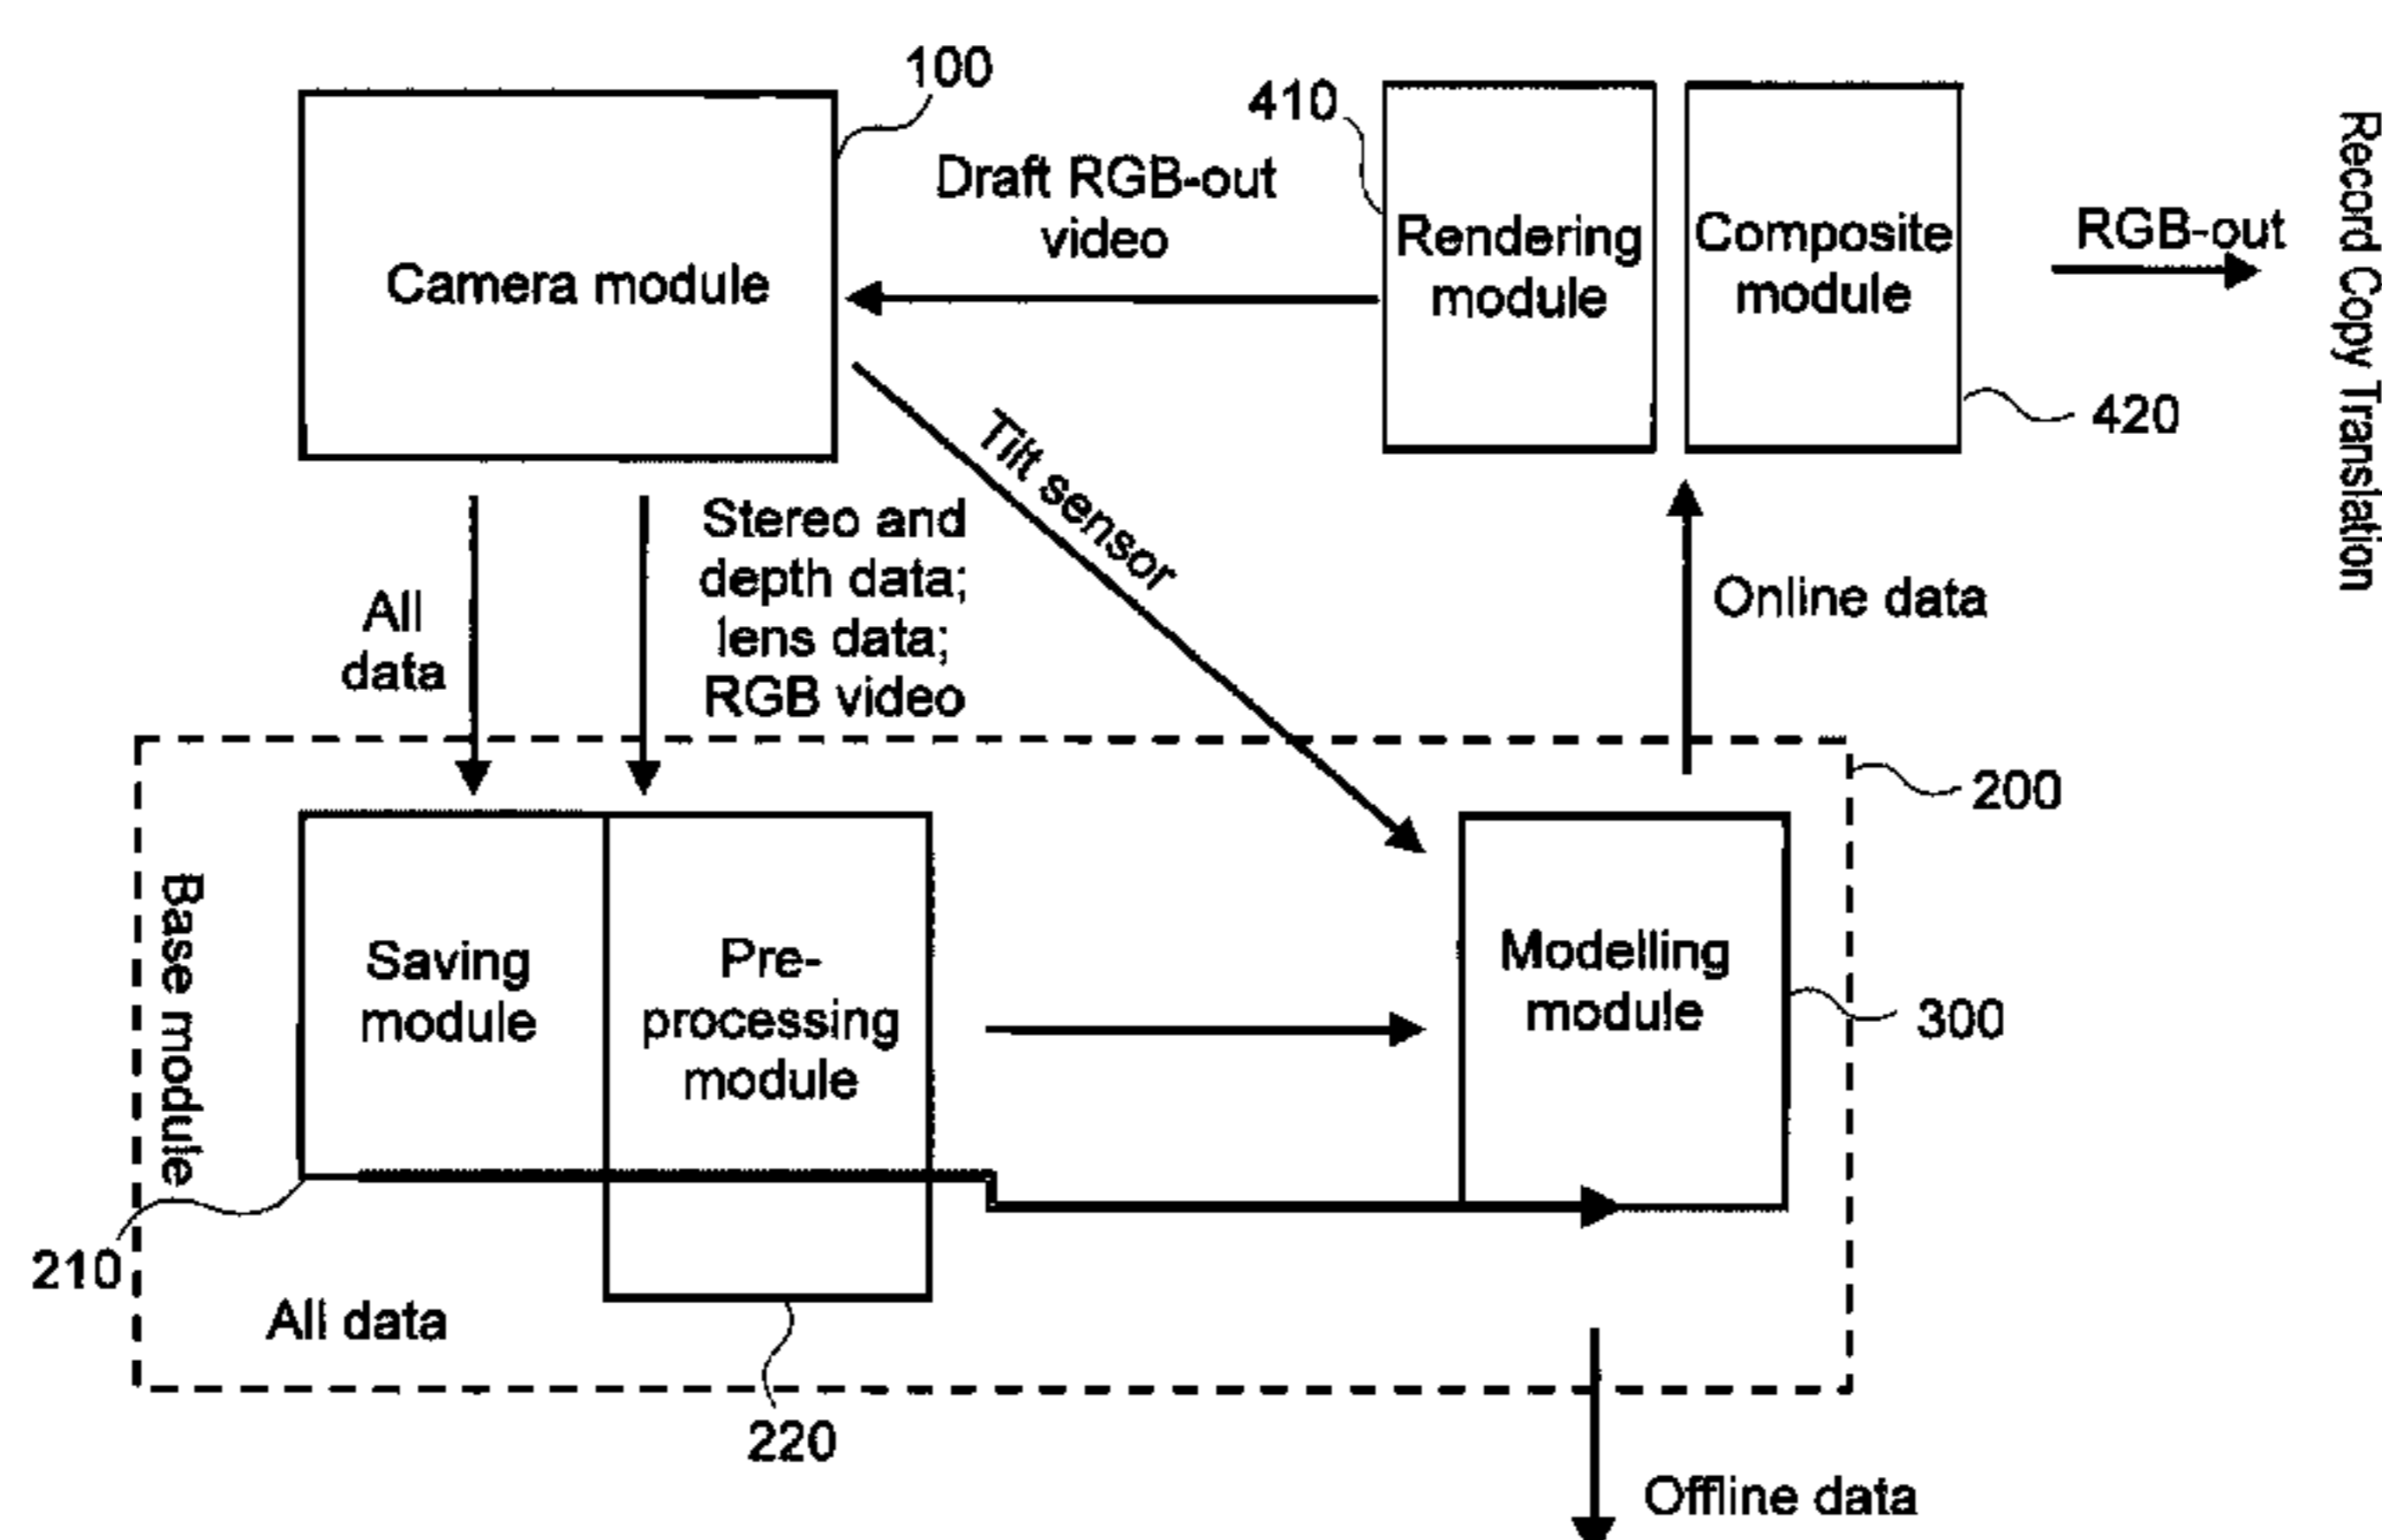 100
Camera module
Draft RGB-out
video
410
Rendering
module
Composite
module
420
RGB-out
Record Copy Translation
Tilt sensor
All
data
Stereo and
depth data;
lens data;
RGB video
Online data
200
Base module
Saving
module
Pre-
processing
module
Modelling
module
300
210
All data
220
Offline data